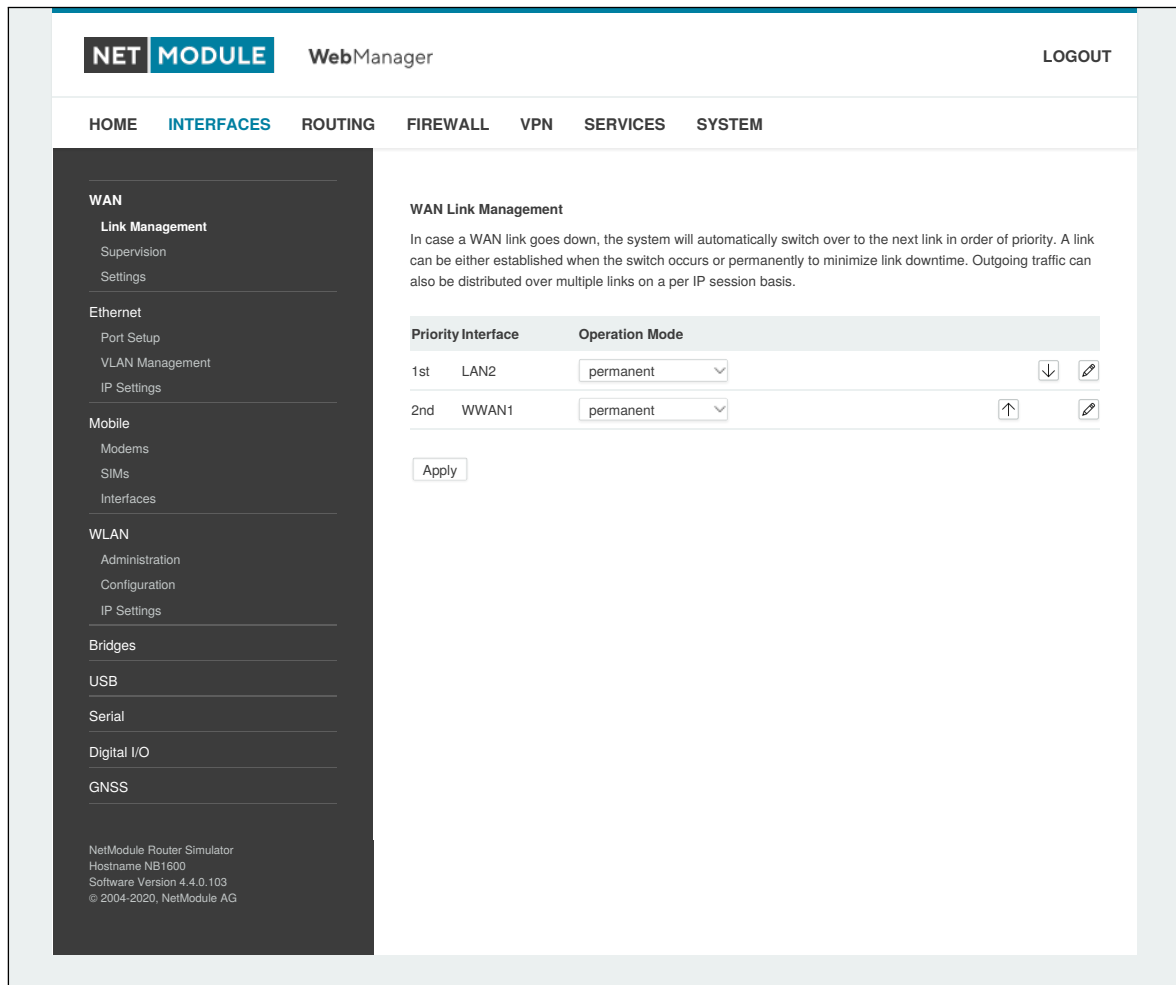 NET MODULE WebManager LOGOUT
HOME INTERFACES ROUTING FIREWALL VPN SERVICES SYSTEM
WAN
Link Management
Supervision
Settings
Ethernet
Port Setup
VLAN Management
IP Settings
Mobile
Modems
SIMs
Interfaces
WLAN
Administration
Configuration
IP Settings
Bridges
USB
Serial
Digital I/O
GNSS
NetModule Router Simulator
Hostname NB1600
Software Version 4.4.0.103
© 2004-2020, NetModule AG
WAN Link Management
In case a WAN link goes down, the system will automatically switch over to the next link in order of priority. A link
can be either established when the switch occurs or permanently to minimize link downtime. Outgoing traffic can
also be distributed over multiple links on a per IP session basis.
Priority Interface Operation Mode
1st LAN2 permanent
2nd WWAN1 permanent
Apply